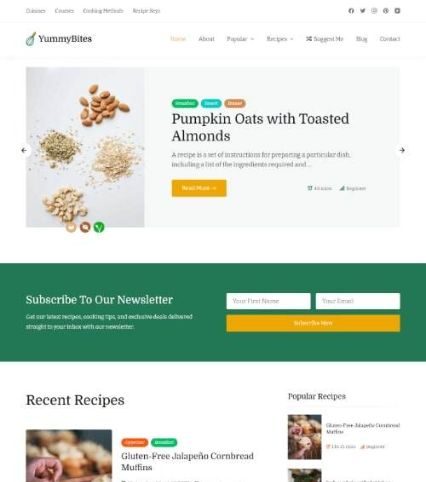 Cuisines Courses Cooking Methods Recipe Keys
YummyBites
Home About Popular Recipes Suggest Me Blog Contact
Breakfast Dessert Dinner
Pumpkin Oats with Toasted
Almonds
A recipe is a set of instructions for preparing a particular dish,
including a list of the ingredients required and…
Read More → 40 mins Beginner
Subscribe To Our Newsletter
Get our latest recipes, cooking tips, and exclusive deals delivered
straight to your inbox with our newsletter.
Your First Name Your Email
Subscribe Now
Recent Recipes
Popular Recipes
Appetizer Breakfast
Gluten-Free Jalapeño Cornbread
Muffins
Gluten-Free Jalapeño Cornbread
Muffins
Beginner